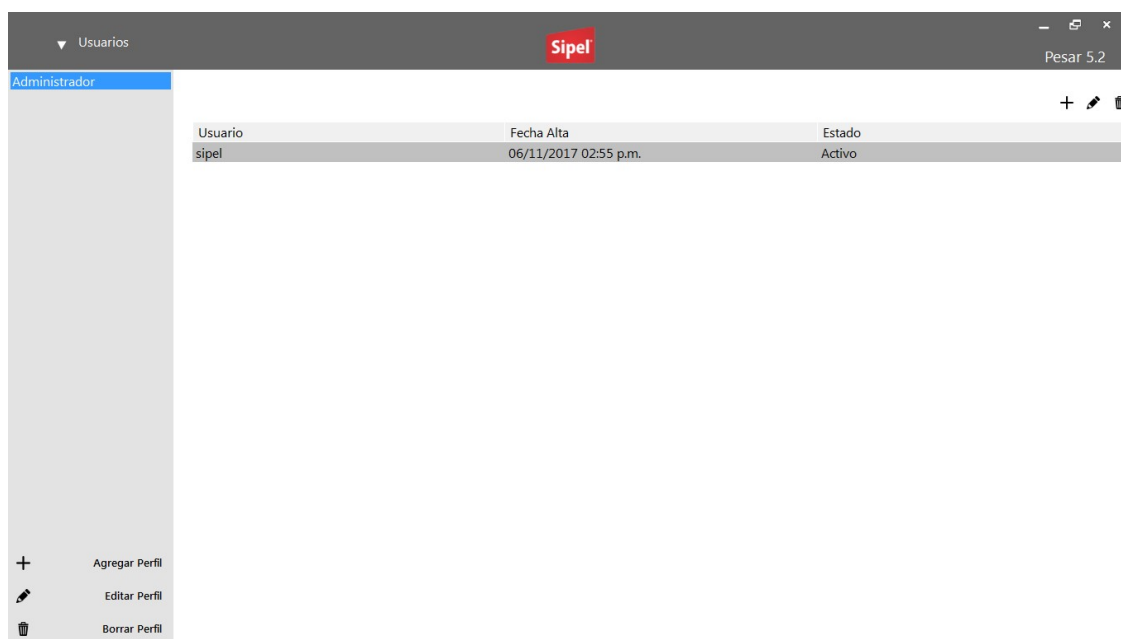 Usuarios
Sipel
Pesar 5.2
Administrador
Usuario Fecha Alta Estado
sipel 06/11/2017 02:55 p.m. Activo
Agregar Perfil
Editar Perfil
Borrar Perfil